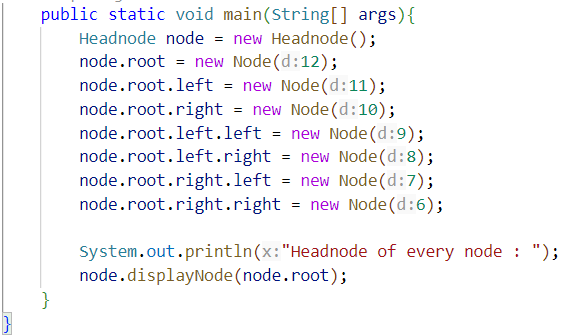 public static void main(String[] args){
Headnode node = new Headnode();
node.root = new Node(d:12);
node.root.left = new Node(d:11);
node.root.right = new Node(d:10);
node.root.left.left = new Node(d:9);
node.root.left.right = new Node(d:8);
node.root.right.left = new Node(d:7);
node.root.right.right = new Node(d:6);
System.out.println(x:"Headnode of every node : ");
node.displayNode(node.root);
}
}